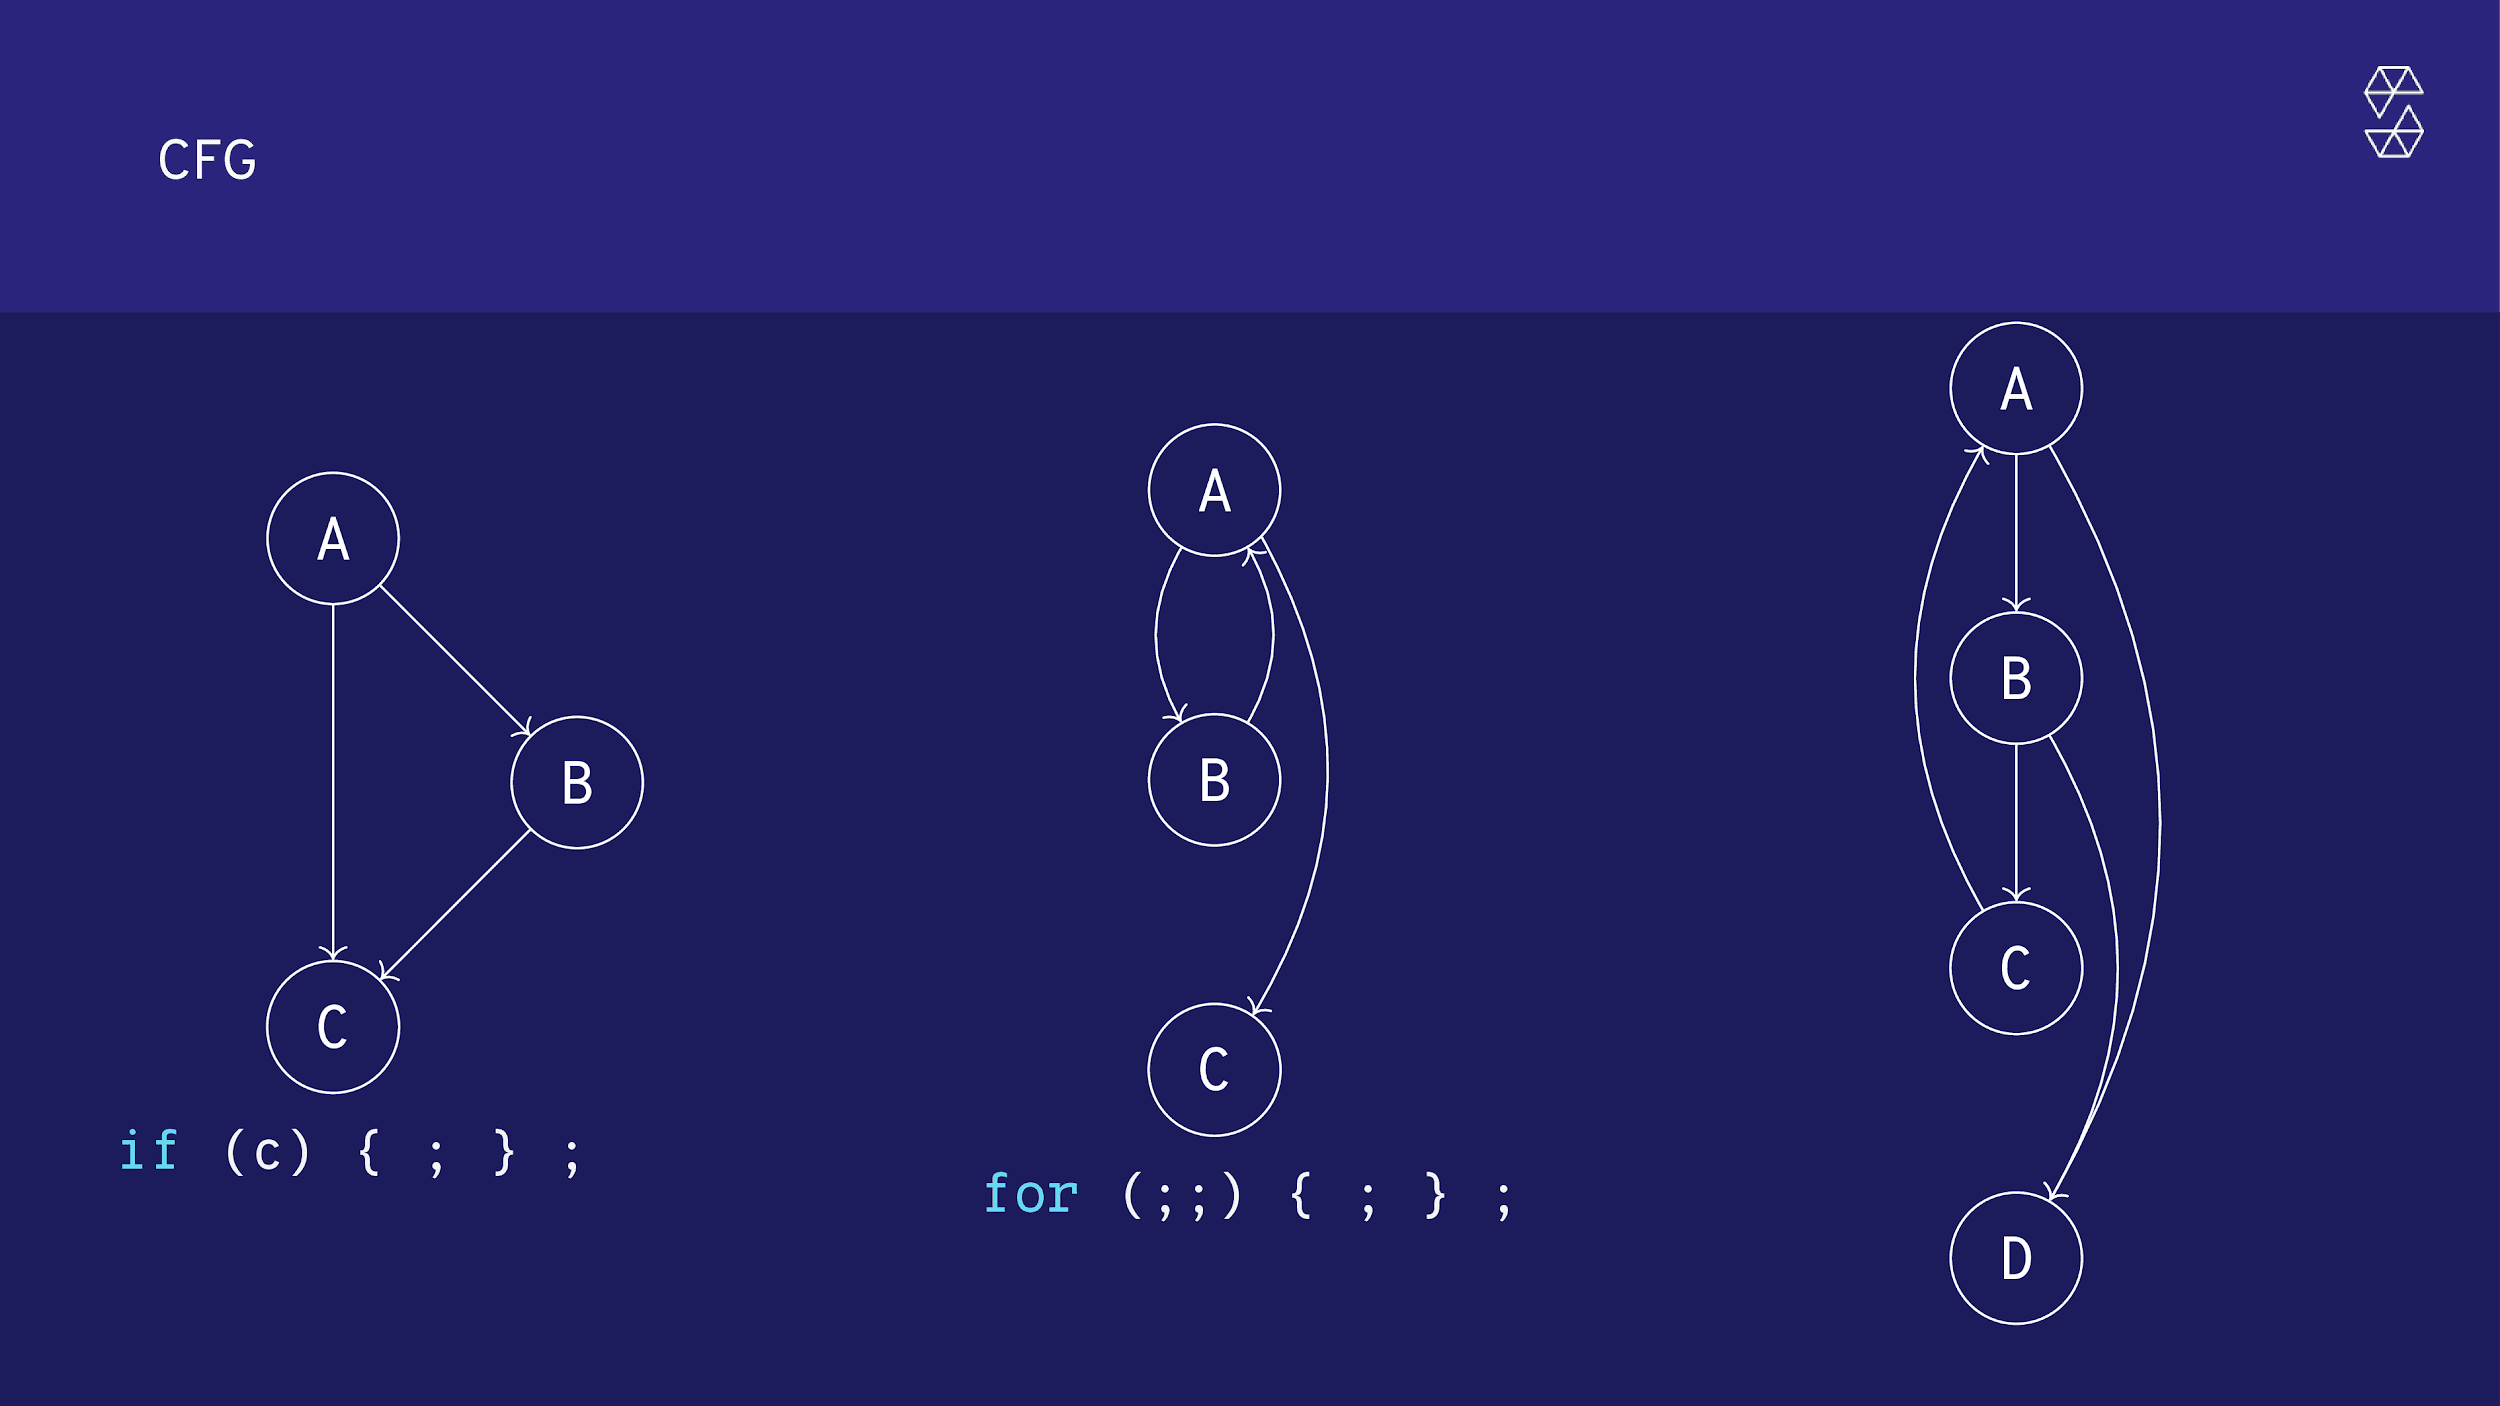 CFG
A
B
C
if (c) { ; } ;
A
B
C
for (;;) { ; } ;
A
B
C
D